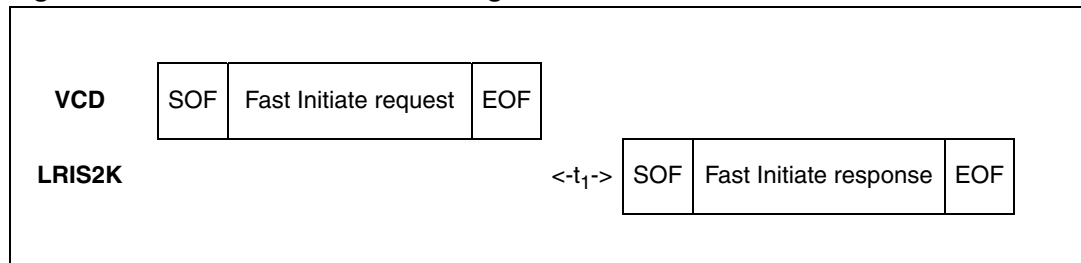 VCD SOF Fast Initiate request EOF
LRIS2K <-t1-> SOF Fast Initiate response EOF